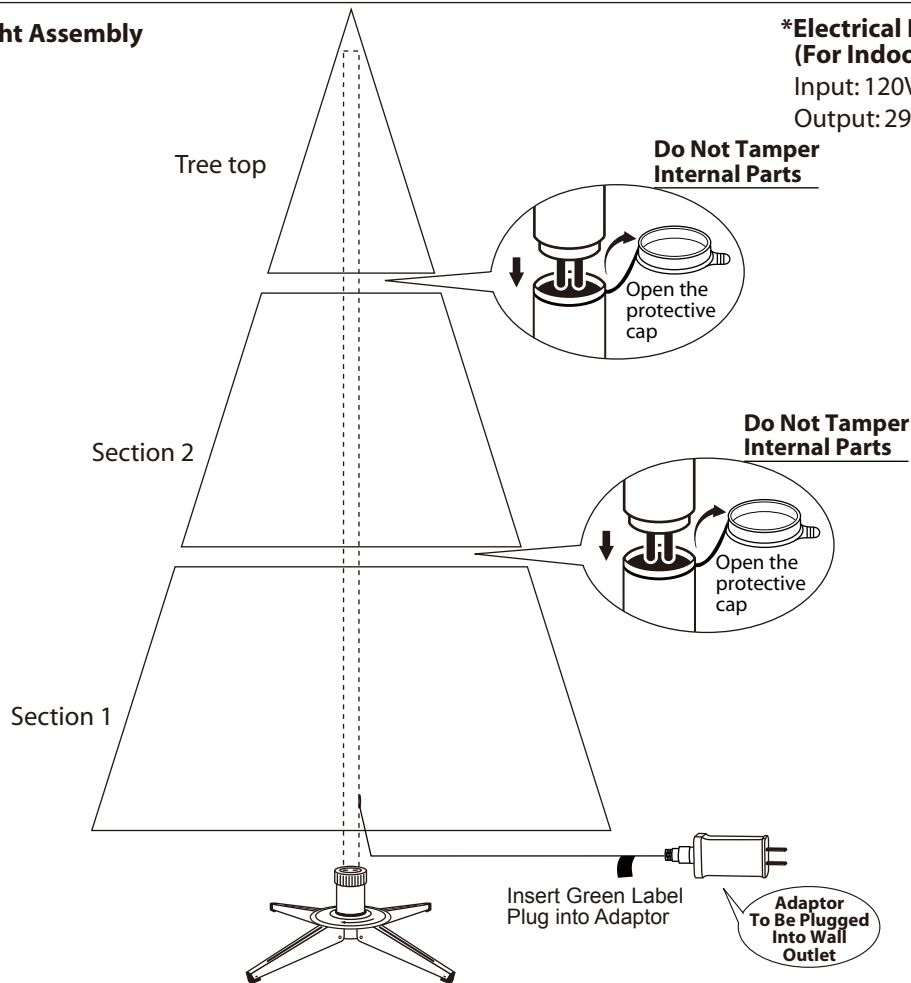 ht Assembly
*Electrical
(For Indoo
Input: 120V
Output: 29
Tree top
Do Not Tamper
Internal Parts
Open the
protective
cap
Section 2
Do Not Tamper
Internal Parts
Open the
protective
cap
Section 1
Insert Green Label
Plug into Adaptor
Adaptor
To Be Plugged
Into Wall
Outlet